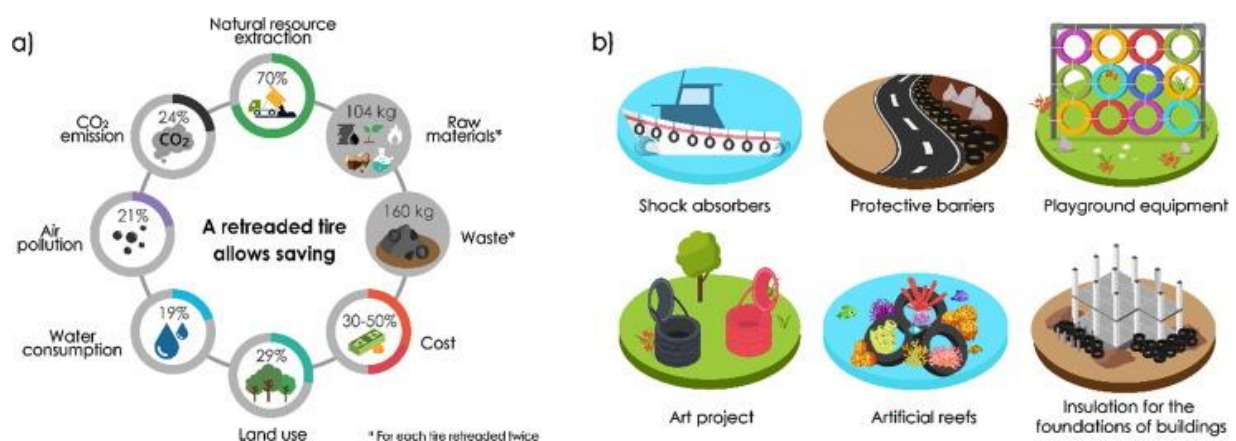 a)
Natural resource
extraction
70%
104 kg
Raw
materials*
160 kg
Waste*
30-50%
Cost
29%
Land use
19%
Water
consumption
21%
Air
pollution
24%
CO₂
CO₂
emission
A retreaded tire
allows saving
* For each tire retreaded twice
b)
Shock absorbers
Protective barriers
Playground equipment
Art project
Artificial reefs
Insulation for the
foundations of buildings